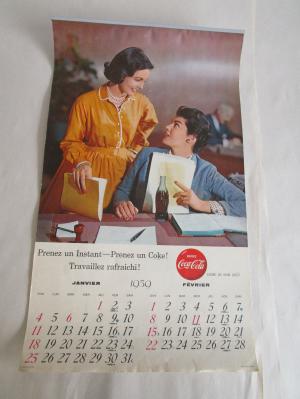 Prenez un Instant—Prenez un Coke!
Travaillez rafraichi!
Coca-Cola
JANVIER 1959 FÉVRIER
1 2 3
4 5 6 7 8 9 10
11 12 13 14 15 16 17
18 19 20 21 22 23 24
25 26 27 28 29 30 31
1 2 3 4 5 6 7
8 9 10 11 12 13 14
15 16 17 18 19 20 21
22 23 24 25 26 27 28